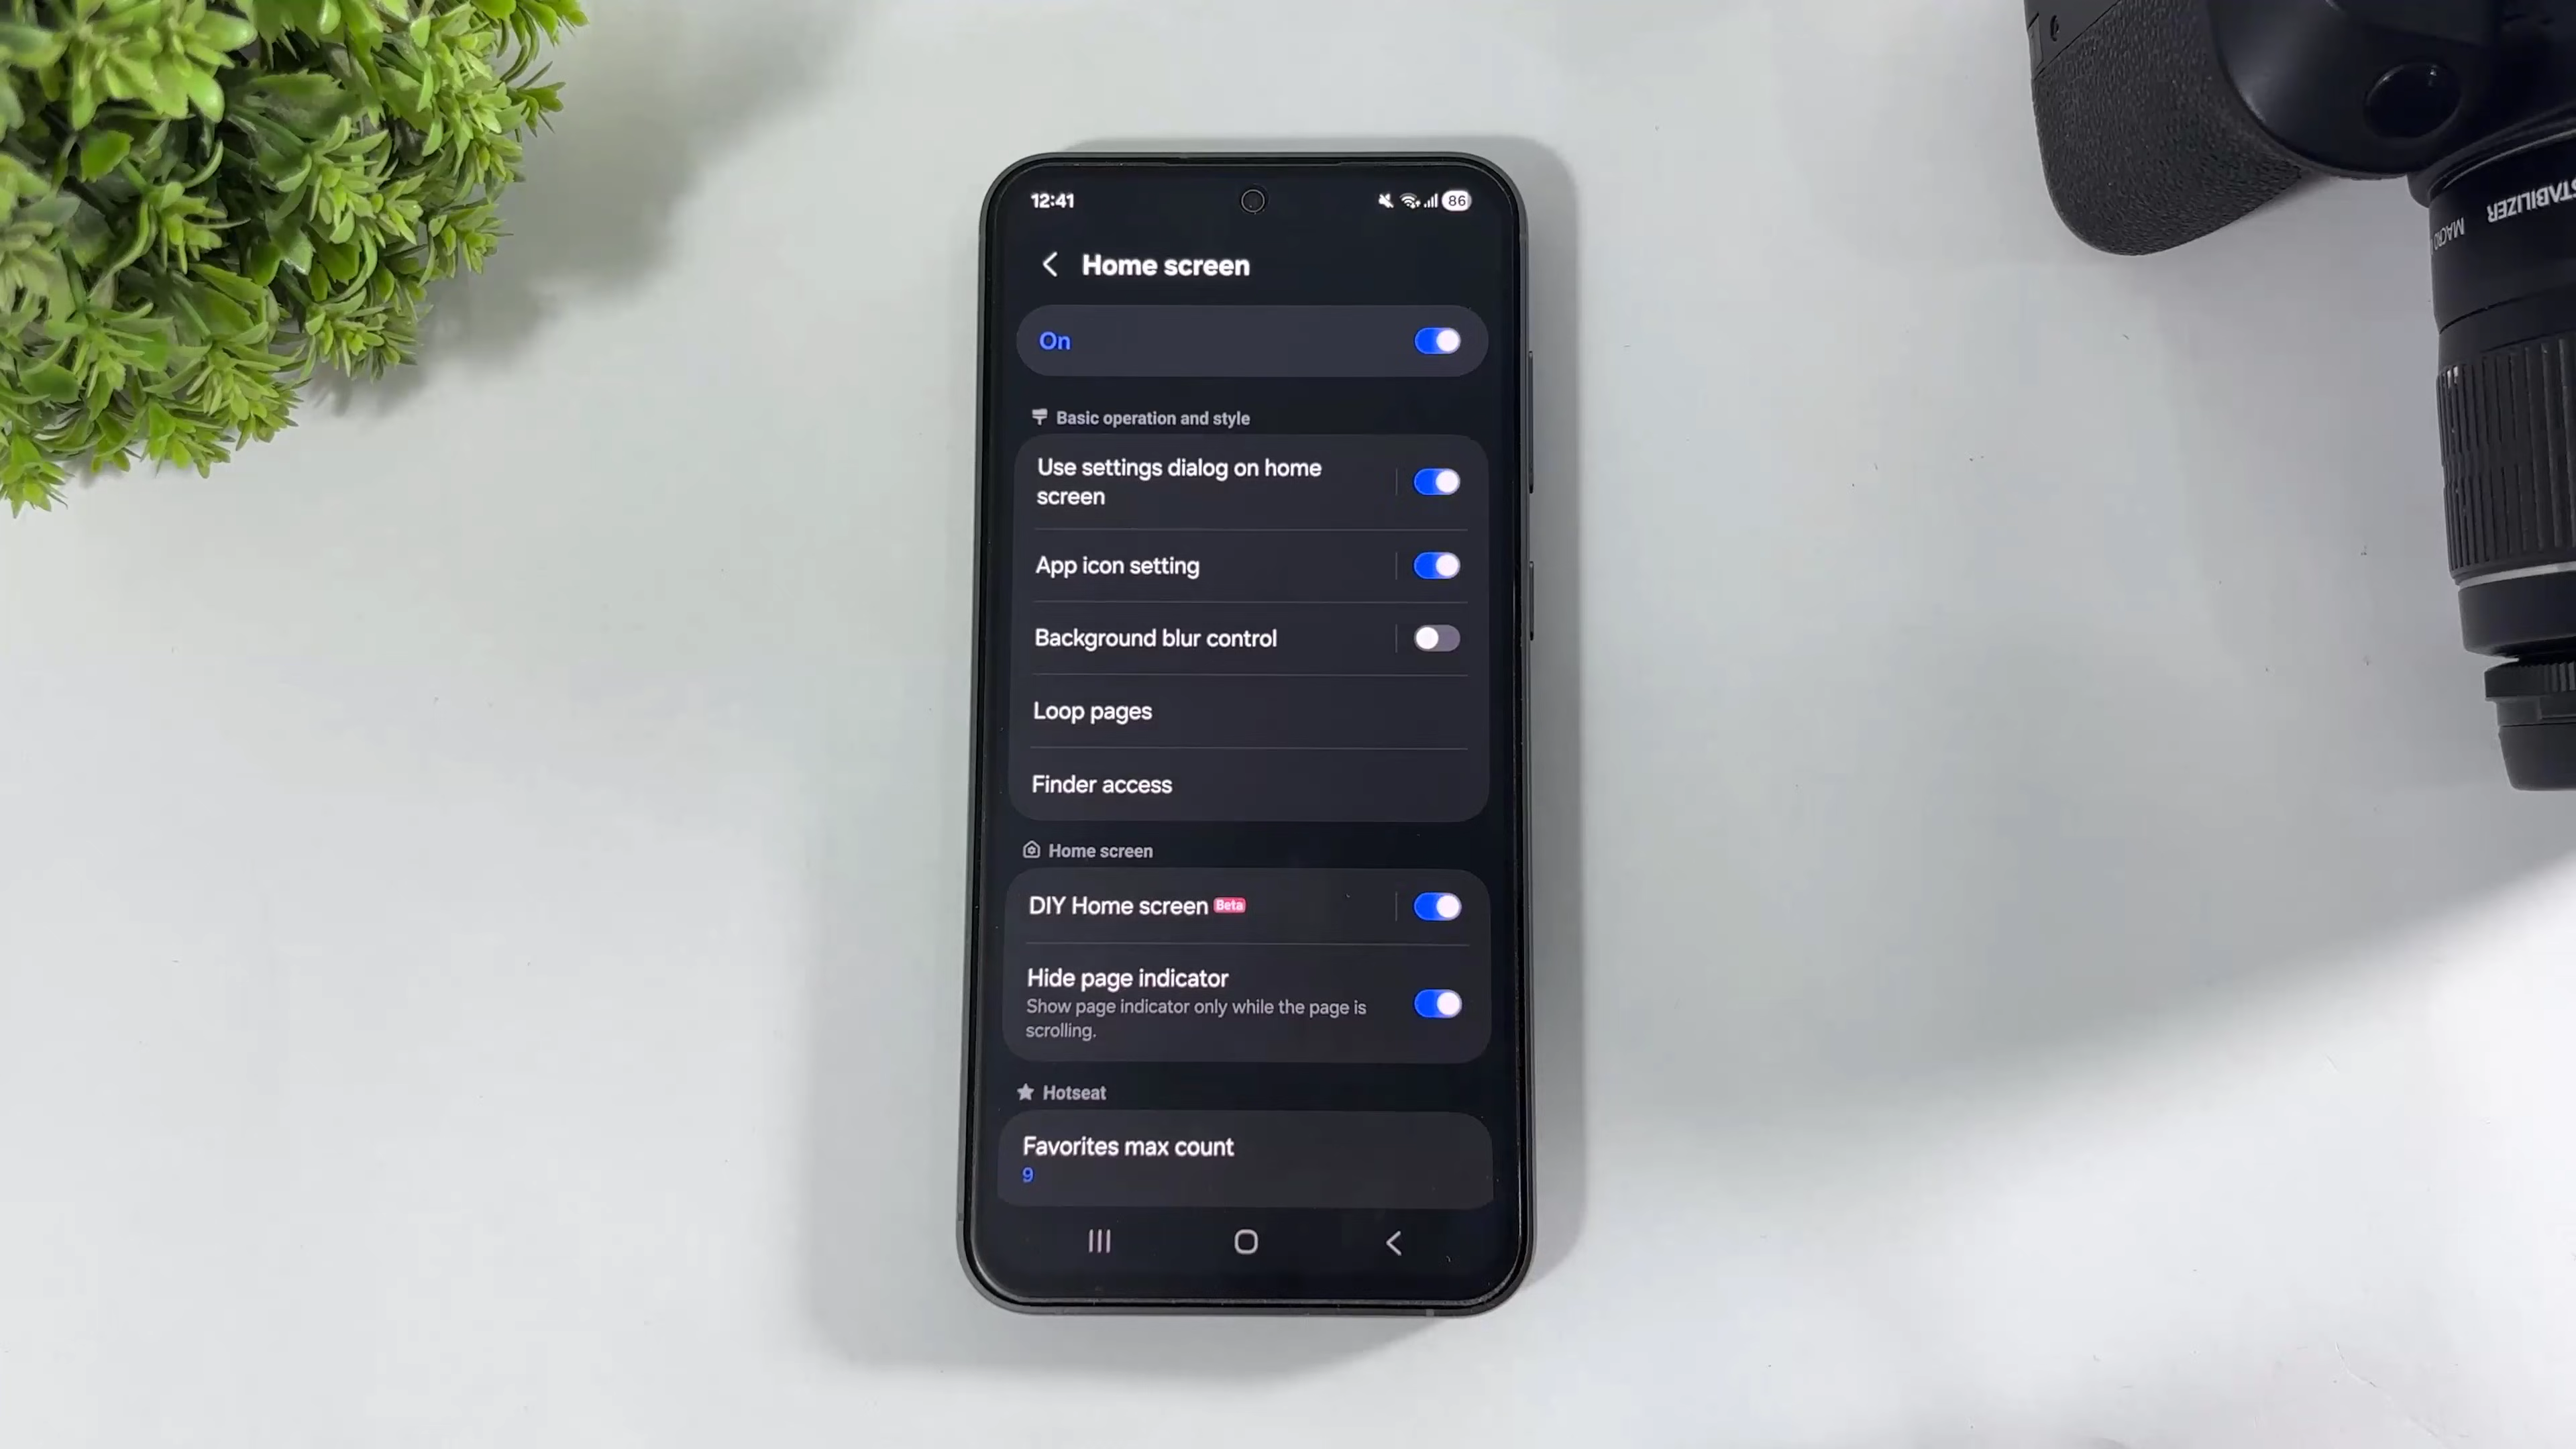 12:41
86
Home screen
On
Basic operation and style
Use settings dialog on home
screen
App icon setting
Background blur control
Loop pages
Finder access
Home screen
DIY Home screen Beta
Hide page indicator
Show page indicator only while the page is
scrolling.
Hotseat
Favorites max count
9
MACRO
STABILIZER